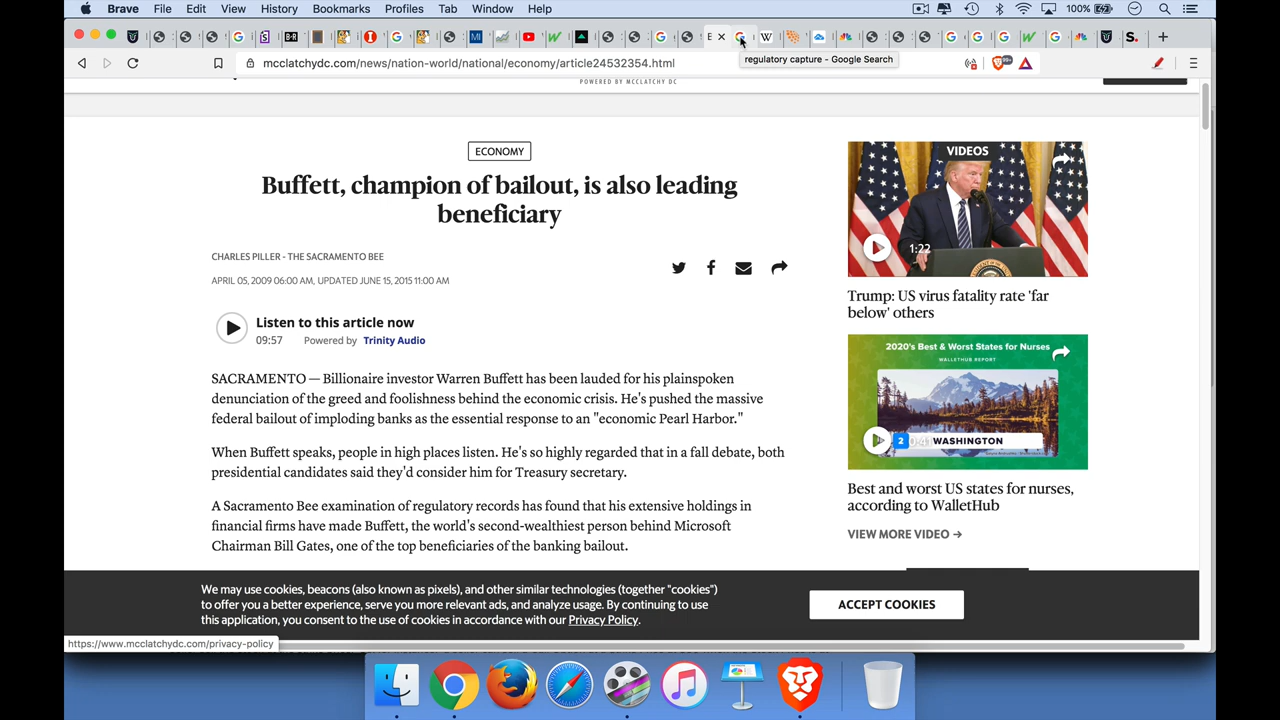 Brave File Edit View History Bookmarks Profiles Tab Window Help 100%
mcclatchydc.com/news/nation-world/national/economy/article24532354.html
regulatory capture - Google Search
POWERED BY MCCLATCHY DC
ECONOMY
Buffett, champion of bailout, is also leading
beneficiary
CHARLES PILLER - THE SACRAMENTO BEE
APRIL 05, 2009 06:00 AM, UPDATED JUNE 15, 2015 11:00 AM
Listen to this article now
09:57 Powered by Trinity Audio
SACRAMENTO — Billionaire investor Warren Buffett has been lauded for his plainspoken
denunciation of the greed and foolishness behind the economic crisis. He's pushed the massive
federal bailout of imploding banks as the essential response to an "economic Pearl Harbor."
When Buffett speaks, people in high places listen. He's so highly regarded that in a fall debate, both
presidential candidates said they'd consider him for Treasury secretary.
A Sacramento Bee examination of regulatory records has found that his extensive holdings in
financial firms have made Buffett, the world's second-wealthiest person behind Microsoft
Chairman Bill Gates, one of the top beneficiaries of the banking bailout.
VIDEOS
1:22
Trump: US virus fatality rate 'far
below' others
2020's Best & Worst States for Nurses
WALLETHUB REPORT
2 0:41 WASHINGTON
Best and worst US states for nurses,
according to WalletHub
VIEW MORE VIDEO →
We may use cookies, beacons (also known as pixels), and other similar technologies (together "cookies")
to offer you a better experience, serve you more relevant ads, and analyze usage. By continuing to use
this application, you consent to the use of cookies in accordance with our Privacy Policy.
ACCEPT COOKIES
https://www.mcclatchydc.com/privacy-policy